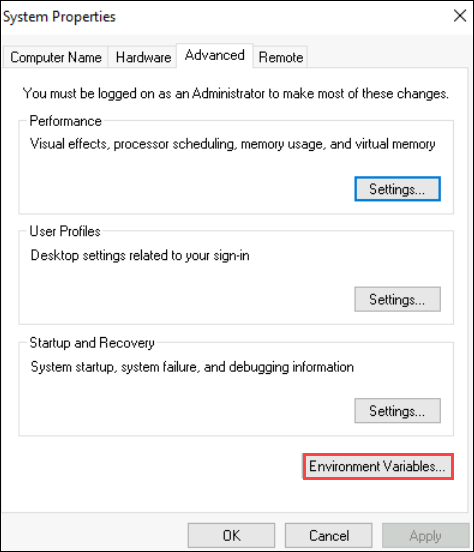 System Properties
Computer Name Hardware Advanced Remote
You must be logged on as an Administrator to make most of these changes.
Performance
Visual effects, processor scheduling, memory usage, and virtual memory
Settings...
User Profiles
Desktop settings related to your sign-in
Settings...
Startup and Recovery
System startup, system failure, and debugging information
Settings...
Environment Variables...
OK Cancel Apply